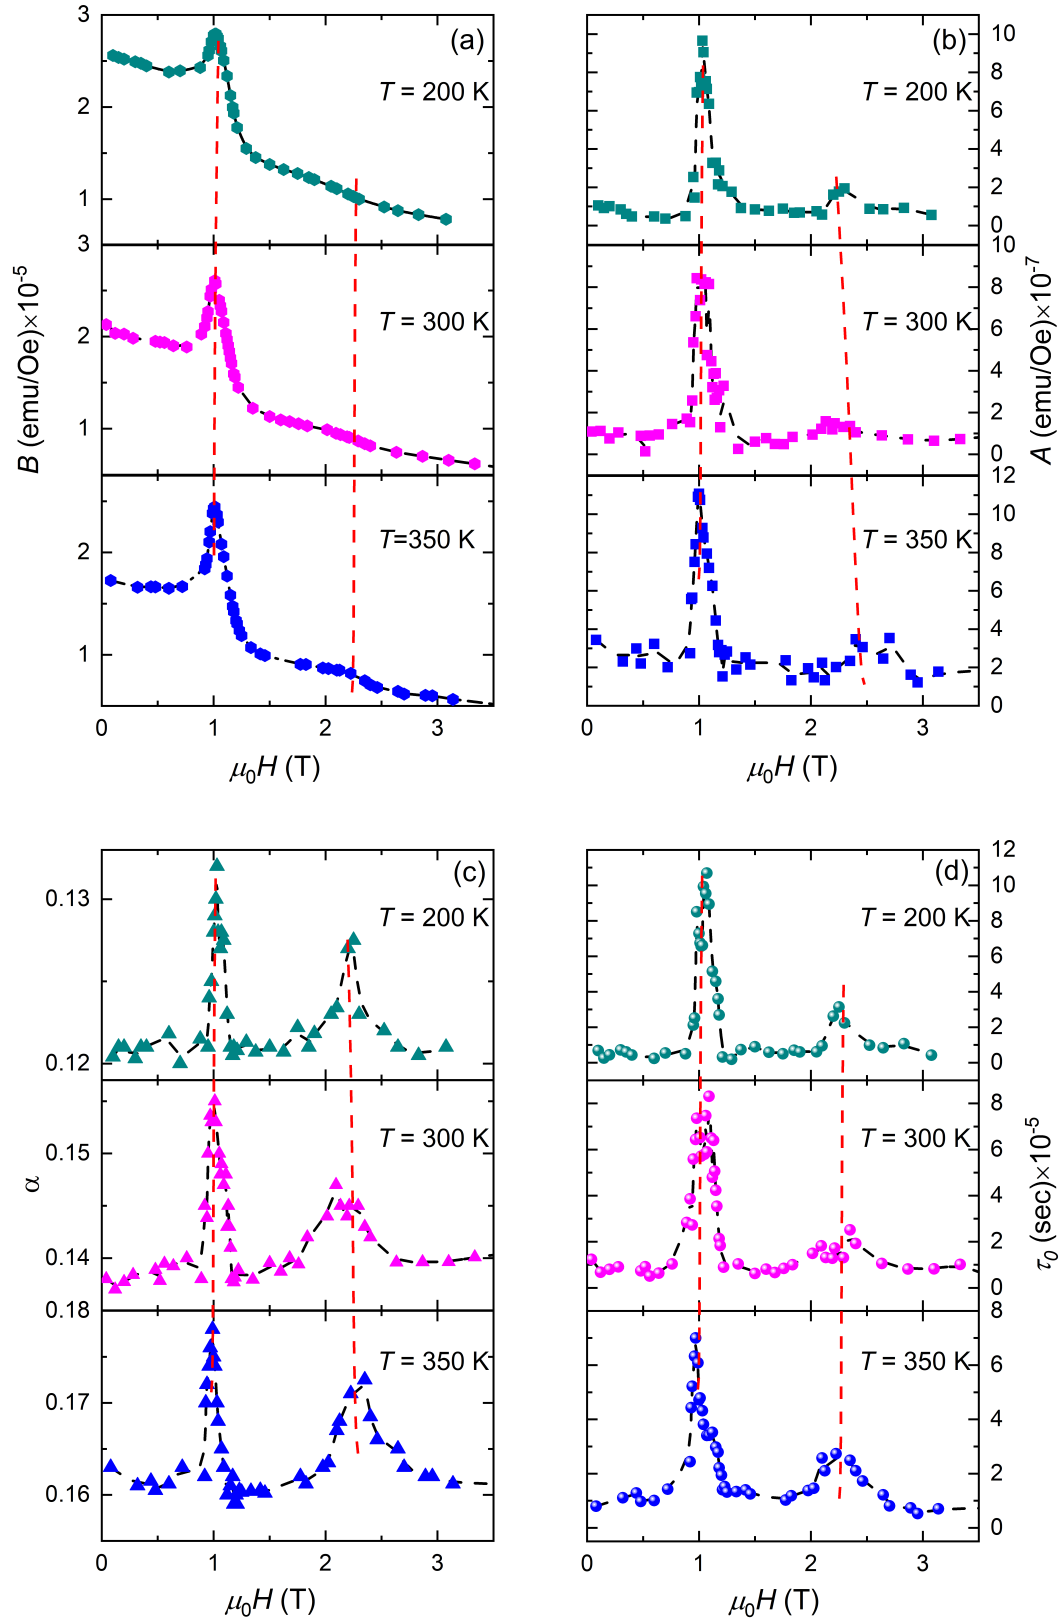 (a)
T = 200 K
3
2
1
T = 300 K
3
2
1
T=350 K
2
1
0 1 2 3
B (emu/Oe)×10⁻⁵
μ₀H (T)
(b)
T = 200 K
10
8
6
4
2
0
T = 300 K
10
8
6
4
2
0
T = 350 K
12
10
8
6
4
2
0
0 1 2 3
A (emu/Oe)×10⁻⁷
μ₀H (T)
(c)
T = 200 K
0.13
0.12
T = 300 K
0.15
0.14
T = 350 K
0.18
0.17
0.16
0 1 2 3
α
μ₀H (T)
(d)
T = 200 K
12
10
8
6
4
2
0
T = 300 K
8
6
4
2
0
T = 350 K
8
6
4
2
0
0 1 2 3
τ₀ (sec)×10⁻⁵
μ₀H (T)